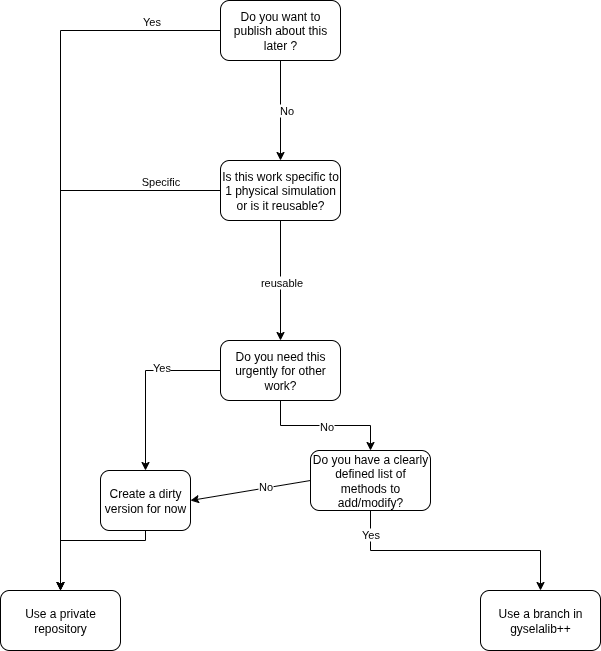 Do you want to
publish about this
later ?
Yes
No
Is this work specific to
1 physical simulation
or is it reusable?
Specific
reusable
Do you need this
urgently for other
work?
Yes
No
Do you have a clearly
defined list of
methods to
add/modify?
No
Create a dirty
version for now
Yes
Use a private
repository
Use a branch in
gyselalib++